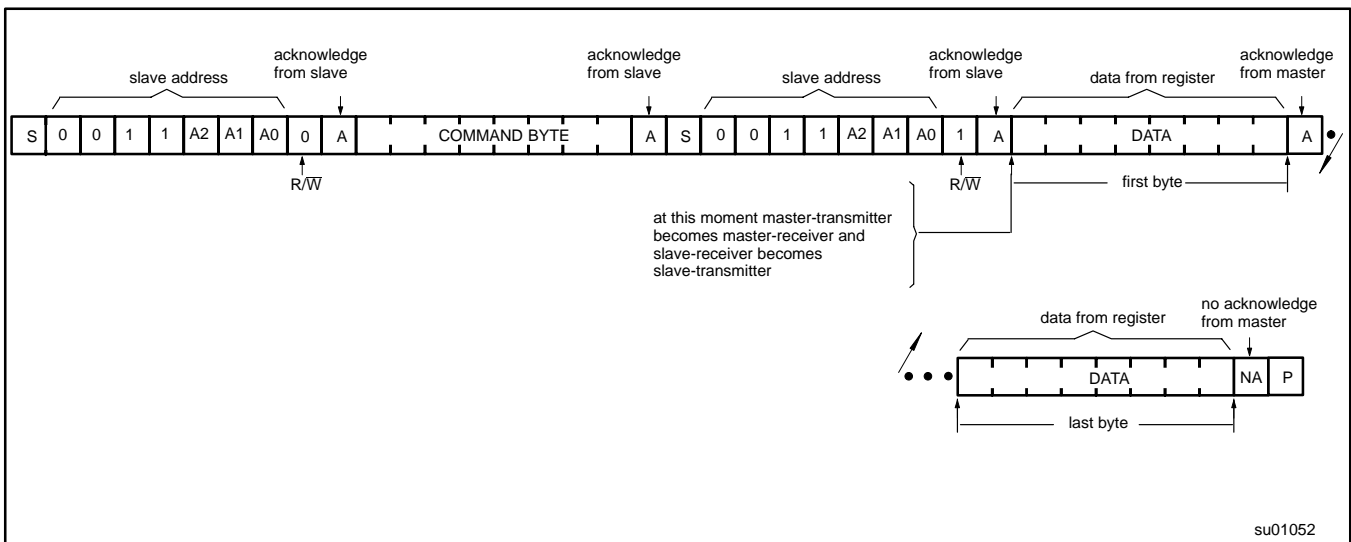 acknowledge
from slave
acknowledge
from slave
acknowledge
from slave
acknowledge
from master
slave address
slave address
data from register
S 0 0 1 1 A2 A1 A0 0 A COMMAND BYTE A S 0 0 1 1 A2 A1 A0 1 A DATA A
R/W̅
R/W̅
first byte
at this moment master-transmitter
becomes master-receiver and
slave-receiver becomes
slave-transmitter
data from register
no acknowledge
from master
DATA NA P
last byte
su01052